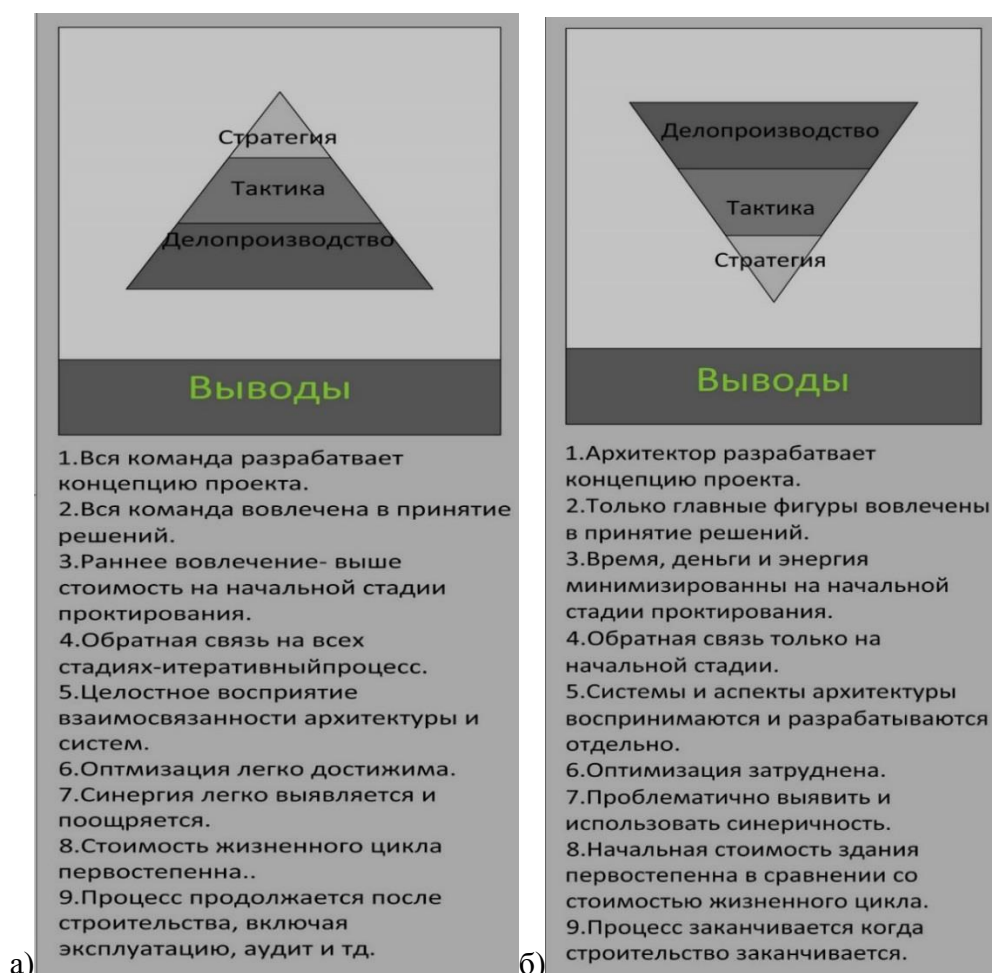 Стратегия
Тактика
Делопроизводство
Выводы
1.Вся команда разрабатвает
концепцию проекта.
2.Вся команда вовлечена в принятие
решений.
3.Раннее вовлечение- выше
стоимость на начальной стадии
проктирования.
4.Обратная связь на всех
стадиях-итеративныйпроцесс.
5.Целостное восприятие
взаимосвязанности архитектуры и
систем.
6.Оптмизация легко достижима.
7.Синергия легко выявляется и
поощряется.
8.Стоимость жизненного цикла
первостепенна..
9.Процесс продолжается после
строительства, включая
эксплуатацию, аудит и тд.
а)
Делопроизводство
Тактика
Стратегия
Выводы
1.Архитектор разрабатвает
концепцию проекта.
2.Только главные фигуры вовлечены
в принятие решений.
3.Время, деньги и энергия
минимизированны на начальной
стадии проктирования.
4.Обратная связь только на
начальной стадии.
5.Системы и аспекты архитектуры
воспринимаются и разрабатываются
отдельно.
6.Оптимизация затруднена.
7.Проблематично выявить и
использовать синеричность.
8.Начальная стоимость здания
первостепенна в сравнении со
стоимостью жизненного цикла.
9.Процесс заканчивается когда
строительство заканчивается.
б)